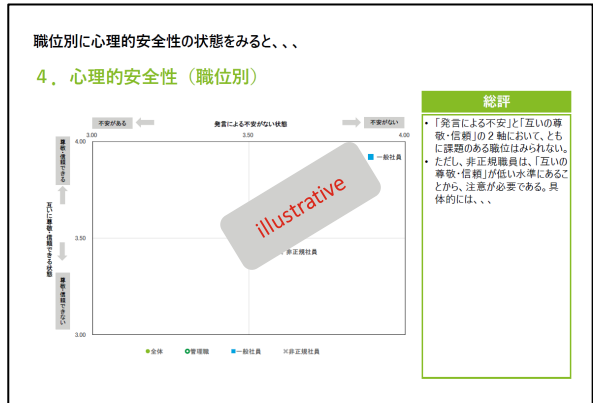 職位別に心理的安全性の状態をみると、、、
4．心理的安全性（職位別）
総評
・「発言による不安」と「互いの尊
敬・信頼」の２軸において、とも
に課題のある職位はみられない。
・ ただし、非正規職員は、「互いの
尊敬・信頼」が低い水準にあるこ
とから、注意が必要である。具
体的には、、、
不安がある
発言による不安がない状態
不安がない
3.00
3.50
4.00
4.00
3.50
3.00
尊敬・信頼できる
互いに尊敬・信頼できる状態
尊敬・信頼できない
一般社員
illustrative
非正規社員
全体
管理職
一般社員
非正規社員